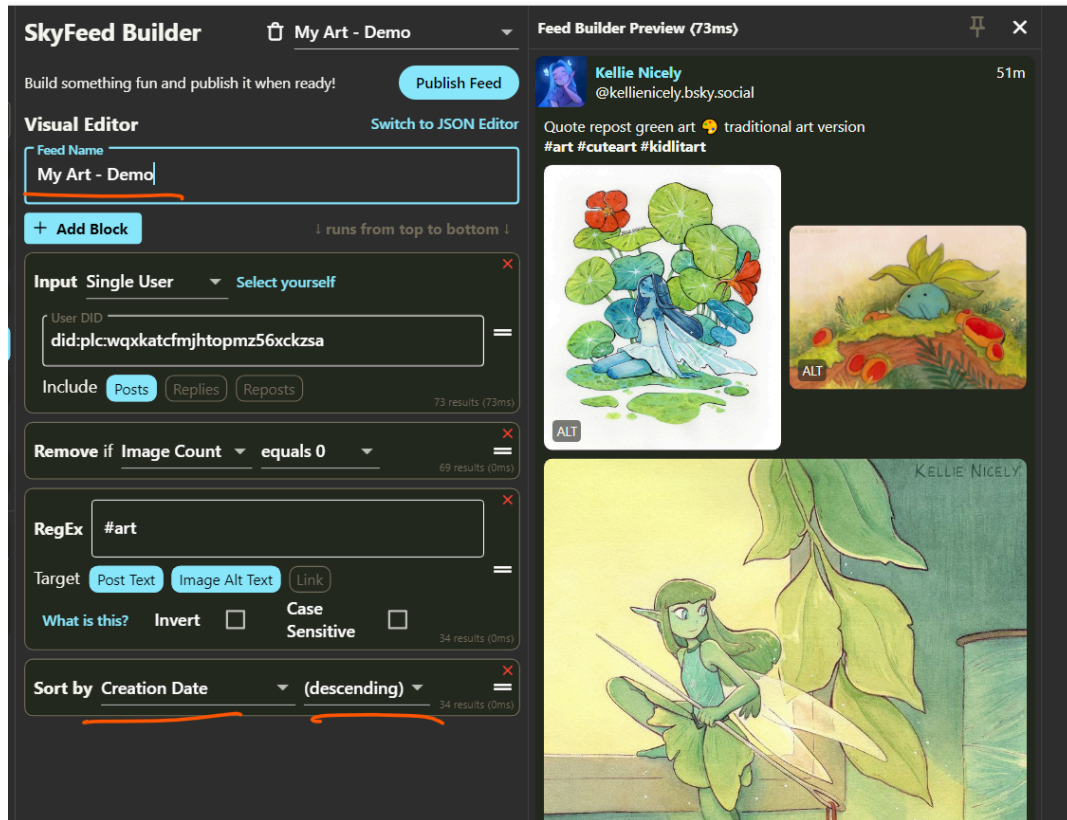 SkyFeed Builder
My Art - Demo
Build something fun and publish it when ready!
Publish Feed
Visual Editor
Switch to JSON Editor
Feed Name
My Art - Demo
+ Add Block
↓ runs from top to bottom ↓
Input Single User Select yourself
User DID
did:plc:wqxkatcfmjhtopmz56xckzsa
Include Posts Replies Reposts
73 results (73ms)
Remove if Image Count equals 0
69 results (0ms)
RegEx #art
Target Post Text Image Alt Text Link
What is this? Invert Case Sensitive
34 results (0ms)
Sort by Creation Date (descending)
34 results (0ms)
Feed Builder Preview (73ms)
Kellie Nicely
51m
@kellienicely.bsky.social
Quote repost green art 🎨 traditional art version
#art #cuteart #kidlitart
ALT
ALT
KELLIE NICELY